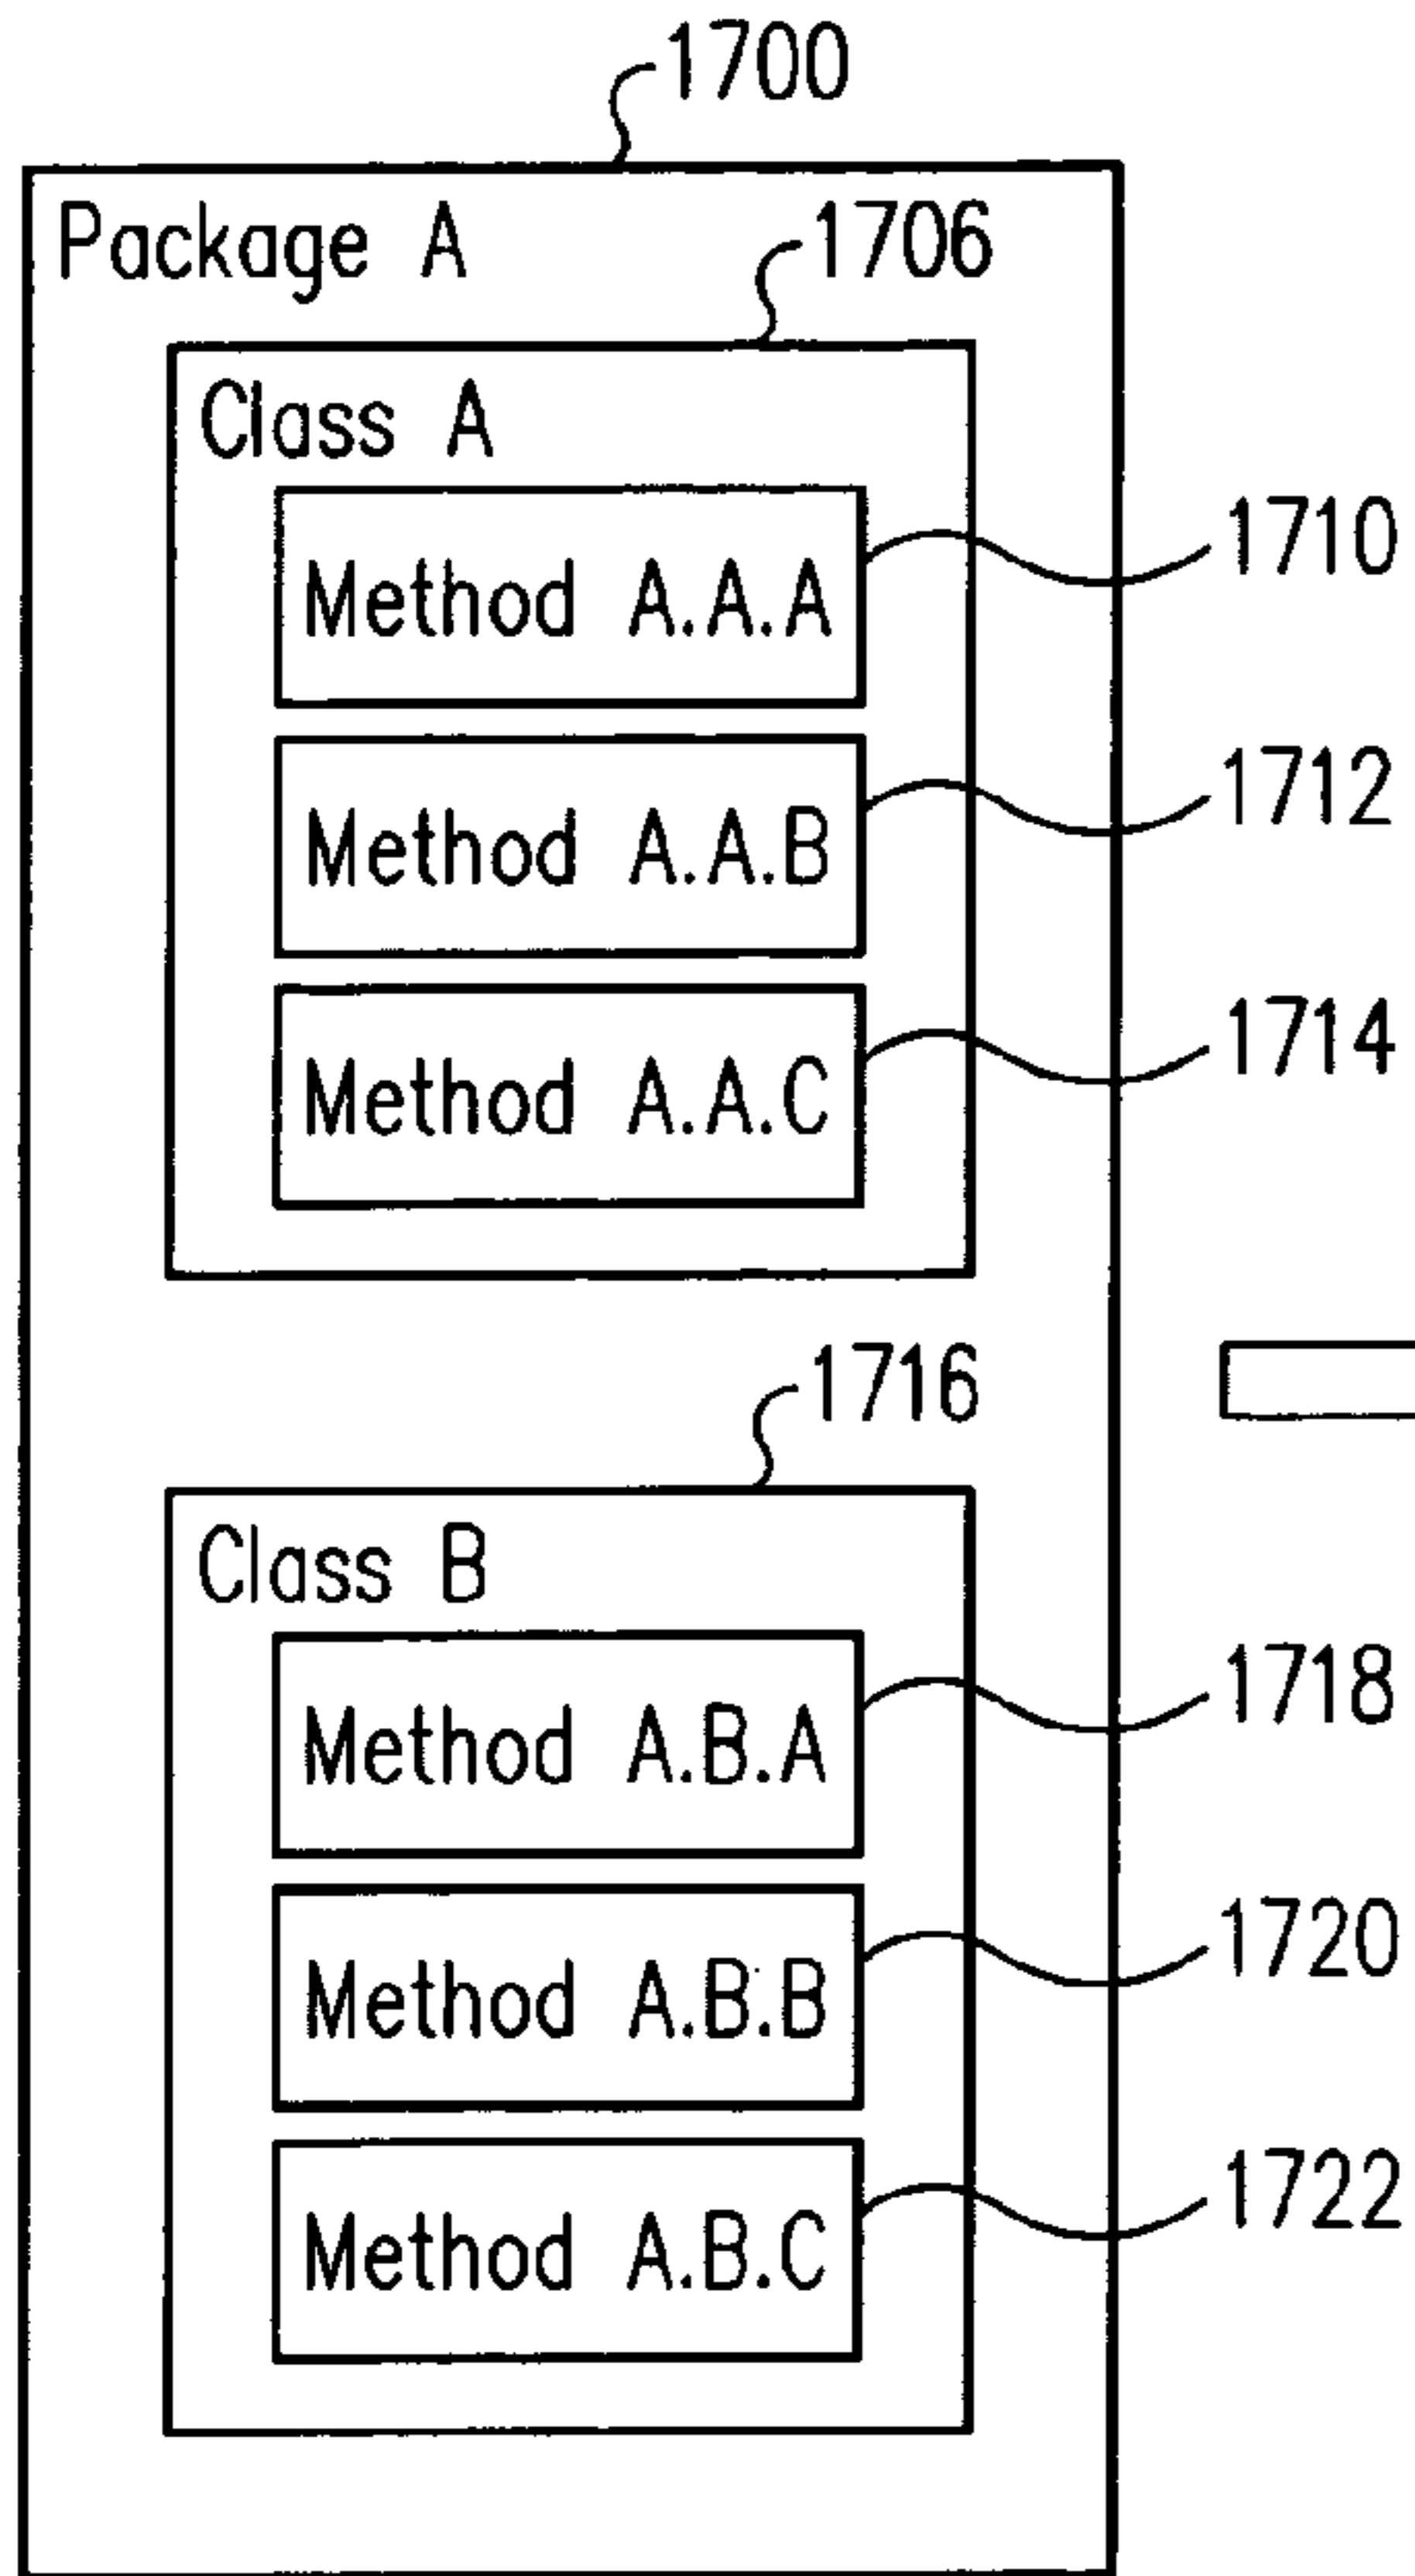 1700
Package A
1706
Class A
Method A.A.A
1710
Method A.A.B
1712
Method A.A.C
1714
1716
Class B
Method A.B.A
1718
Method A.B.B
1720
Method A.B.C
1722